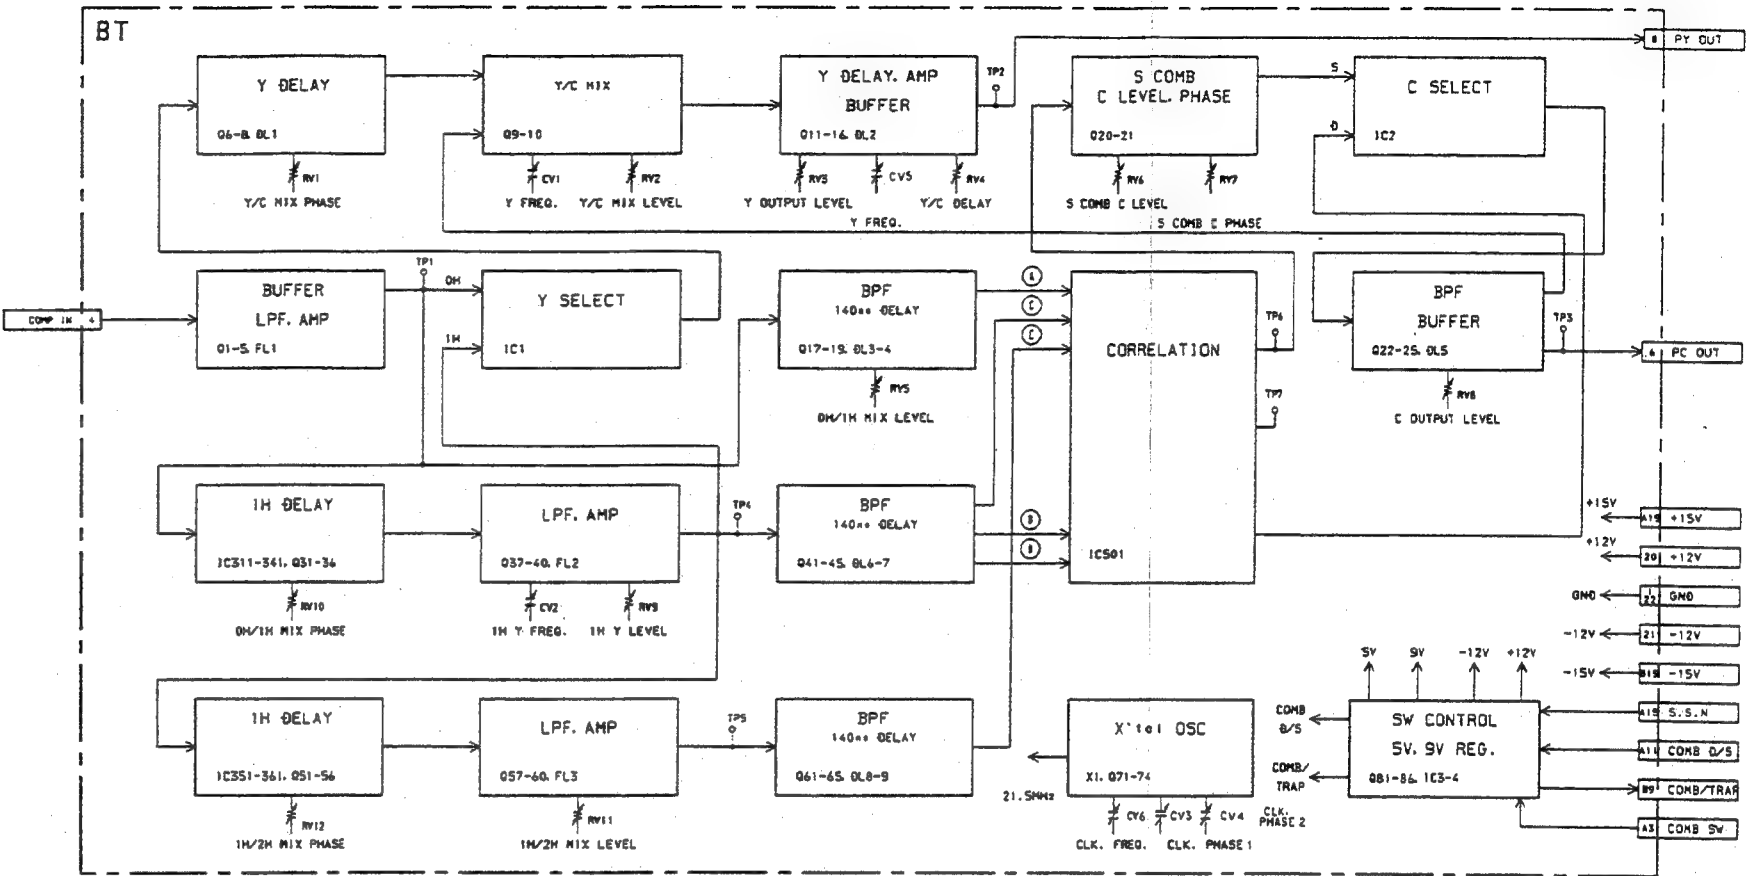 BT
8 PY OUT
Y DELAY
Q6-8. DL1
RV1
Y/C MIX PHASE
Y/C MIX
Q9-10
CV1
RV2
Y FREQ.
Y/C MIX LEVEL
Y DELAY. AMP
BUFFER
Q11-16. DL2
TP2
RV3
CV5
RV4
Y OUTPUT LEVEL
Y/C DELAY
Y FREQ.
S COMB
C LEVEL. PHASE
Q20-21
RV6
RV7
S COMB C LEVEL
S COMB C PHASE
S
D
C SELECT
IC2
COMP IN 4
BUFFER
LPF. AMP
Q1-5. FL1
TP1
0H
1H
Y SELECT
IC1
BPF
140ns DELAY
Q17-19. DL3-4
RV5
0H/1H MIX LEVEL
A
C
C
CORRELATION
IC501
TP6
TP7
BPF
BUFFER
Q22-25. DL5
TP3
RV8
C OUTPUT LEVEL
6 PC OUT
1H DELAY
IC311-341. Q31-36
RV10
0H/1H MIX PHASE
LPF. AMP
Q37-40. FL2
CV2
RV9
1H Y FREQ.
1H Y LEVEL
TP4
BPF
140ns DELAY
Q41-45. DL6-7
B
B
+15V
+15V
+12V
20 +12V
GND
22 GND
-12V
21 -12V
-15V
-15V
1H DELAY
IC351-361. Q51-56
RV12
1H/2H MIX PHASE
LPF. AMP
Q57-60. FL3
RV11
1H/2H MIX LEVEL
TP5
BPF
140ns DELAY
Q61-65. DL8-9
X'tal OSC
X1. Q71-74
21.5MHz
CV6
CV3
CV4
CLK. FREQ.
CLK. PHASE 1
CLK.
PHASE 2
5V
9V
-12V
+12V
COMB
D/S
COMB/
TRAP
SW CONTROL
5V. 9V REG.
Q81-86. IC3-4
S.S.N
A11 COMB D/S
B9 COMB/TRAP
A3 COMB SW